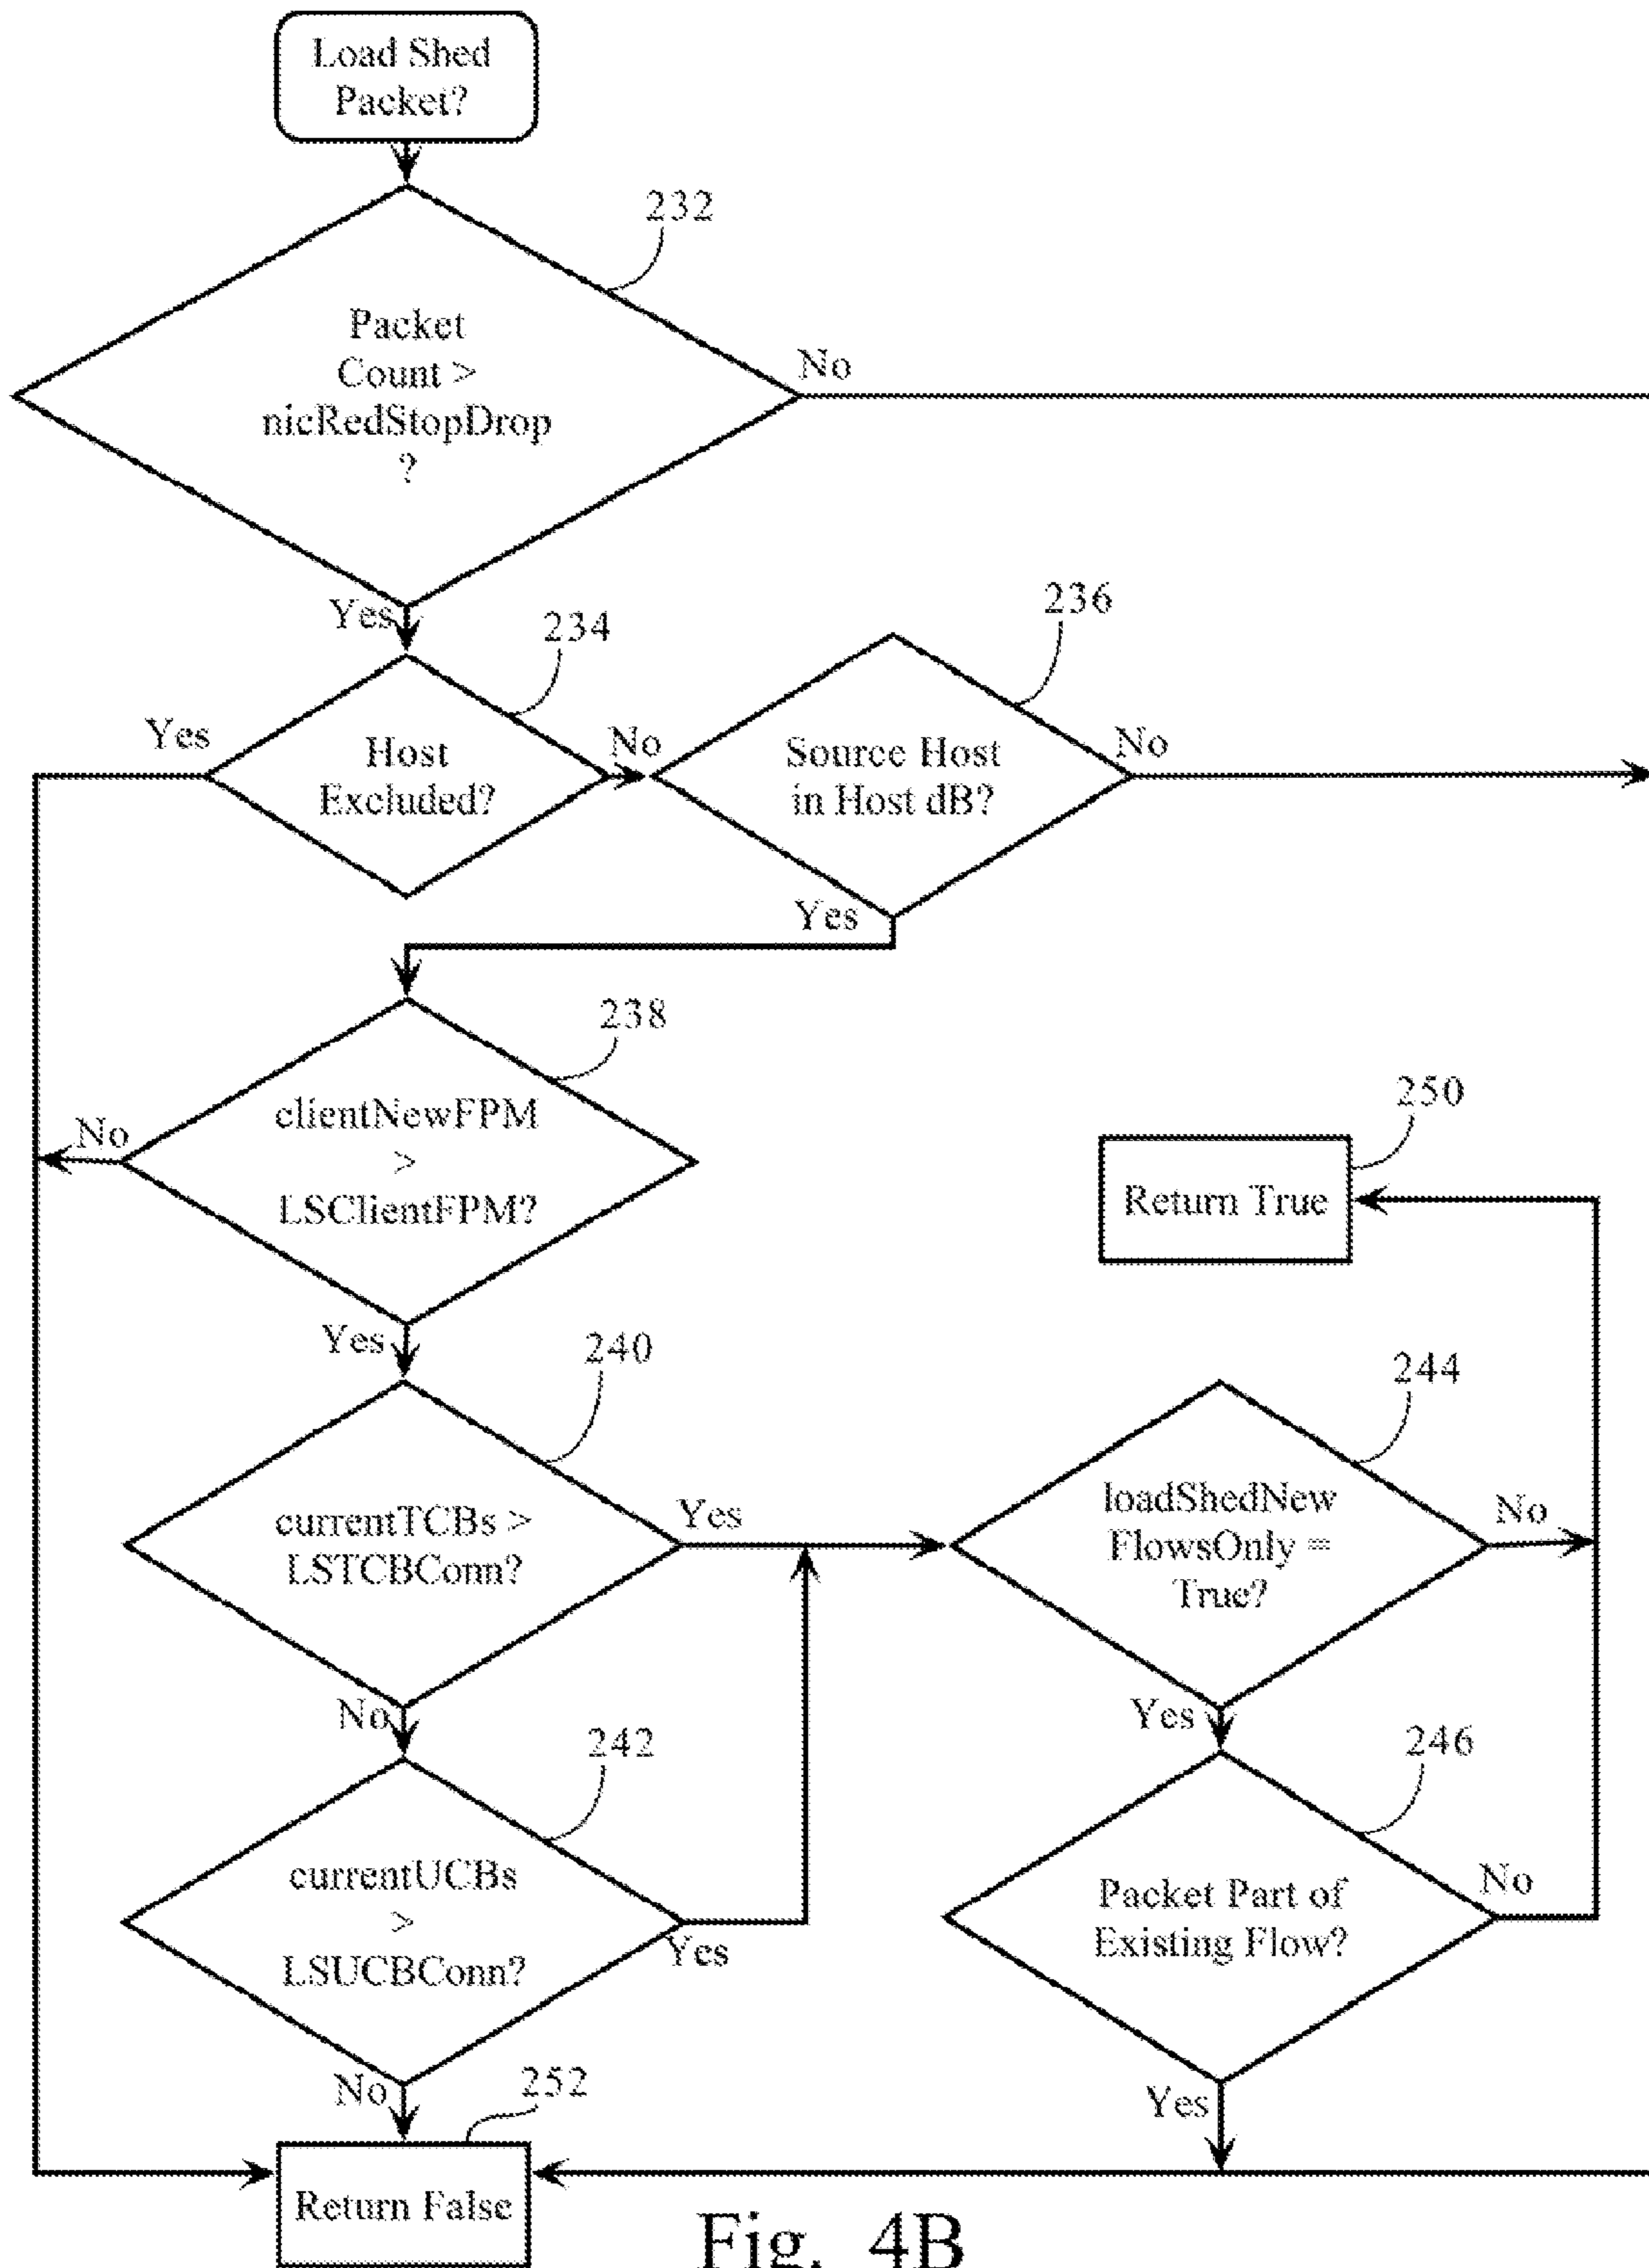 Load Shed
Packet?
232
Packet
Count >
nicRedStopDrop
?
No
Yes
234
236
Yes
Host
Excluded?
No
Source Host
in Host dB?
No
Yes
238
clientNewFPM
>
LSClientFPM?
No
250
Return True
Yes
240
244
currentTCBs >
LSTCBConn?
Yes
loadShedNew
FlowsOnly =
True?
No
No
Yes
242
246
currentUCBs
>
LSUCBConn?
Yes
Packet Part of
Existing Flow?
No
No
252
Yes
Return False
Fig. 4B